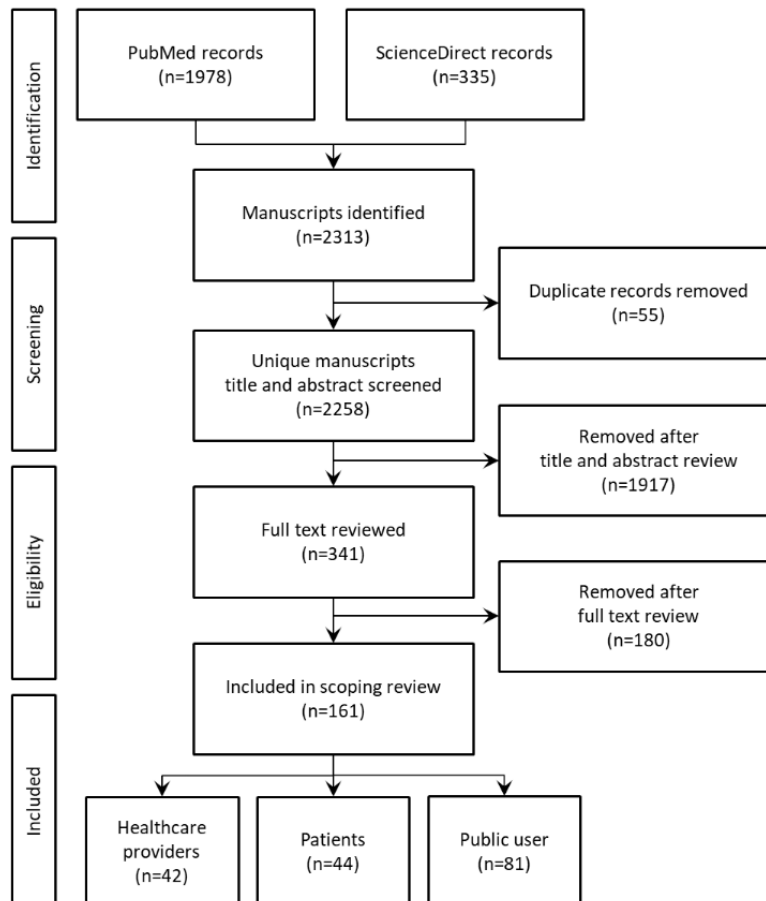 Identification
PubMed records
(n=1978)
ScienceDirect records
(n=335)
Manuscripts identified
(n=2313)
Screening
Duplicate records removed
(n=55)
Unique manuscripts
title and abstract screened
(n=2258)
Removed after
title and abstract review
(n=1917)
Eligibility
Full text reviewed
(n=341)
Removed after
full text review
(n=180)
Included in scoping review
(n=161)
Included
Healthcare
providers
(n=42)
Patients
(n=44)
Public user
(n=81)